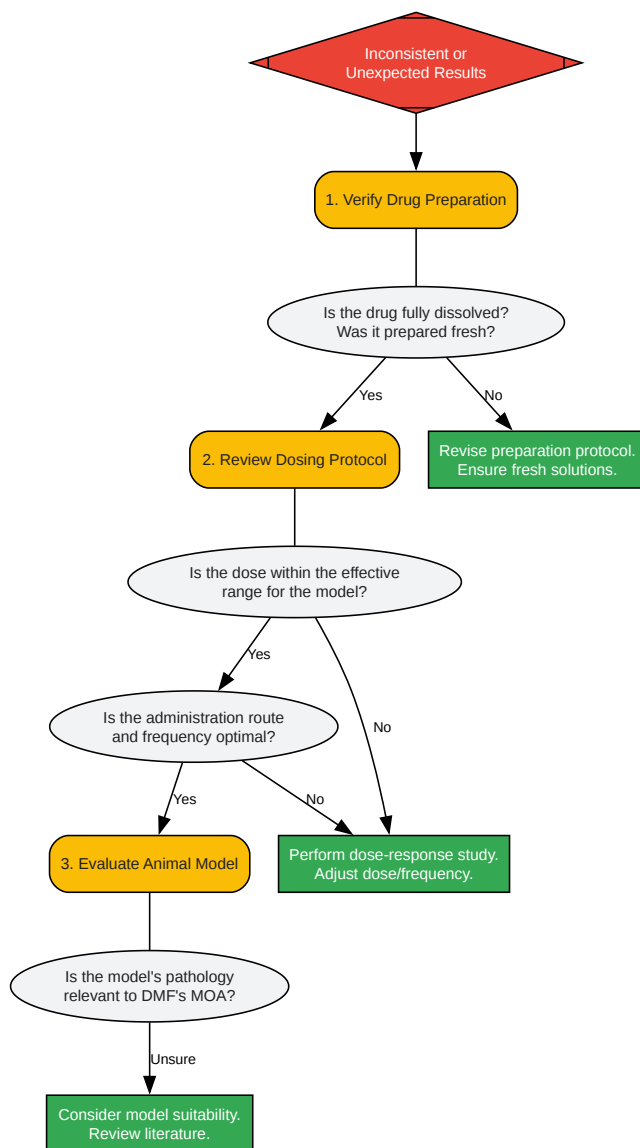 Inconsistent or
Unexpected Results
1. Verify Drug Preparation
Is the drug fully dissolved?
Was it prepared fresh?
Yes
No
2. Review Dosing Protocol
Revise preparation protocol.
Ensure fresh solutions.
Is the dose within the effective
range for the model?
Yes
No
Is the administration route
and frequency optimal?
Yes
No
3. Evaluate Animal Model
Perform dose-response study.
Adjust dose/frequency.
Is the model's pathology
relevant to DMF's MOA?
Unsure
Consider model suitability.
Review literature.